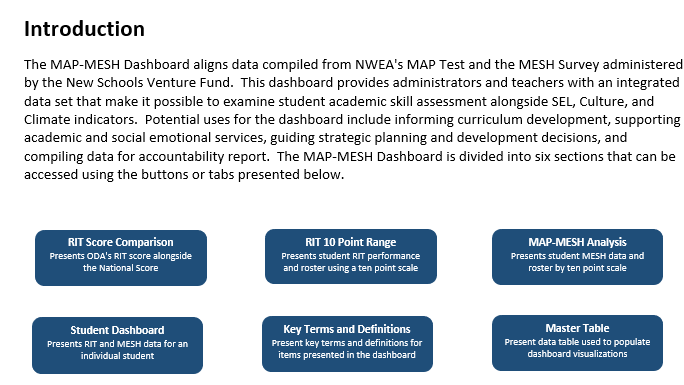 Introduction
The MAP-MESH Dashboard aligns data compiled from NWEA's MAP Test and the MESH Survey administered
by the New Schools Venture Fund.  This dashboard provides administrators and teachers with an integrated
data set that make it possible to examine student academic skill assessment alongside SEL, Culture, and
Climate indicators.  Potential uses for the dashboard include informing curriculum development, supporting
academic and social emotional services, guiding strategic planning and development decisions, and
compiling data for accountability report.  The MAP-MESH Dashboard is divided into six sections that can be
accessed using the buttons or tabs presented below.
RIT Score Comparison
Presents ODA's RIT score alongside
the National Score
RIT 10 Point Range
Presents student RIT performance
and roster using a ten point scale
MAP-MESH Analysis
Presents student MESH data and
roster by ten point scale
Student Dashboard
Presents RIT and MESH data for an
individual student
Key Terms and Definitions
Present key terms and definitions for
items presented in the dashboard
Master Table
Present data table used to populate
dashboard visualizations